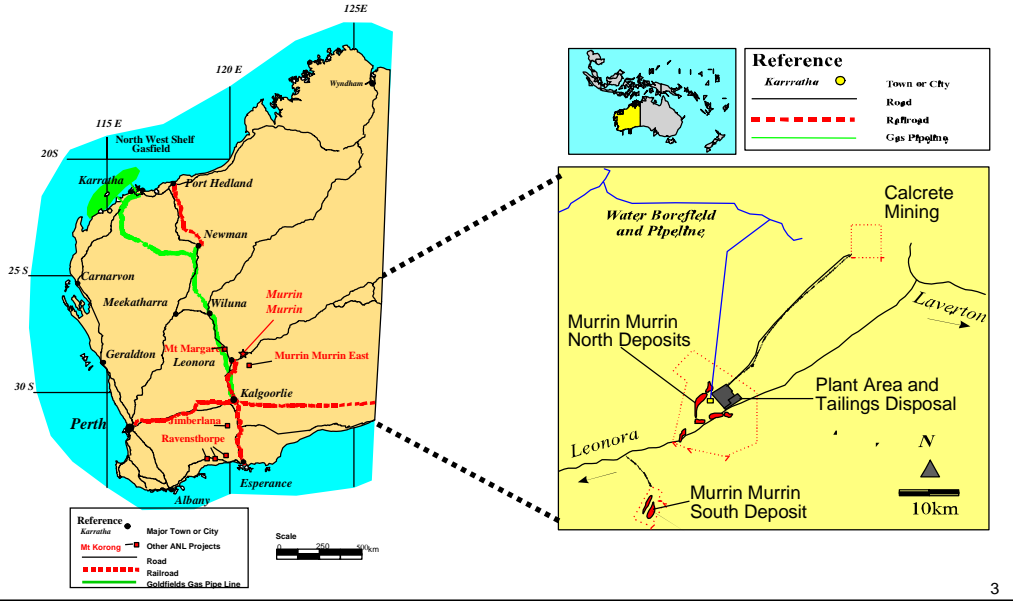 125E
120 E
115 E
20S
25 S
30 S
Wyndham
North West Shelf
Gasfield
Karratha
Port Hedland
Newman
Carnarvon
Meekatharra
Wiluna
Murrin
Murrin
Mt Margaret
Geraldton
Leonora
Murrin Murrin East
Kalgoorlie
Perth
Jimberlana
Ravensthorpe
Esperance
Albany
Reference
Karratha
Major Town or City
Mt Korong
Other ANL Projects
Road
Railroad
Goldfields Gas Pipe Line
Scale
0 250 500km
Reference
Karrratha
Town or City
Road
Railroad
Gas Pipeline
Water Borefield
and Pipeline
Calcrete
Mining
Laverton
Murrin Murrin
North Deposits
Plant Area and
Tailings Disposal
Leonora
N
Murrin Murrin
South Deposit
10km
3